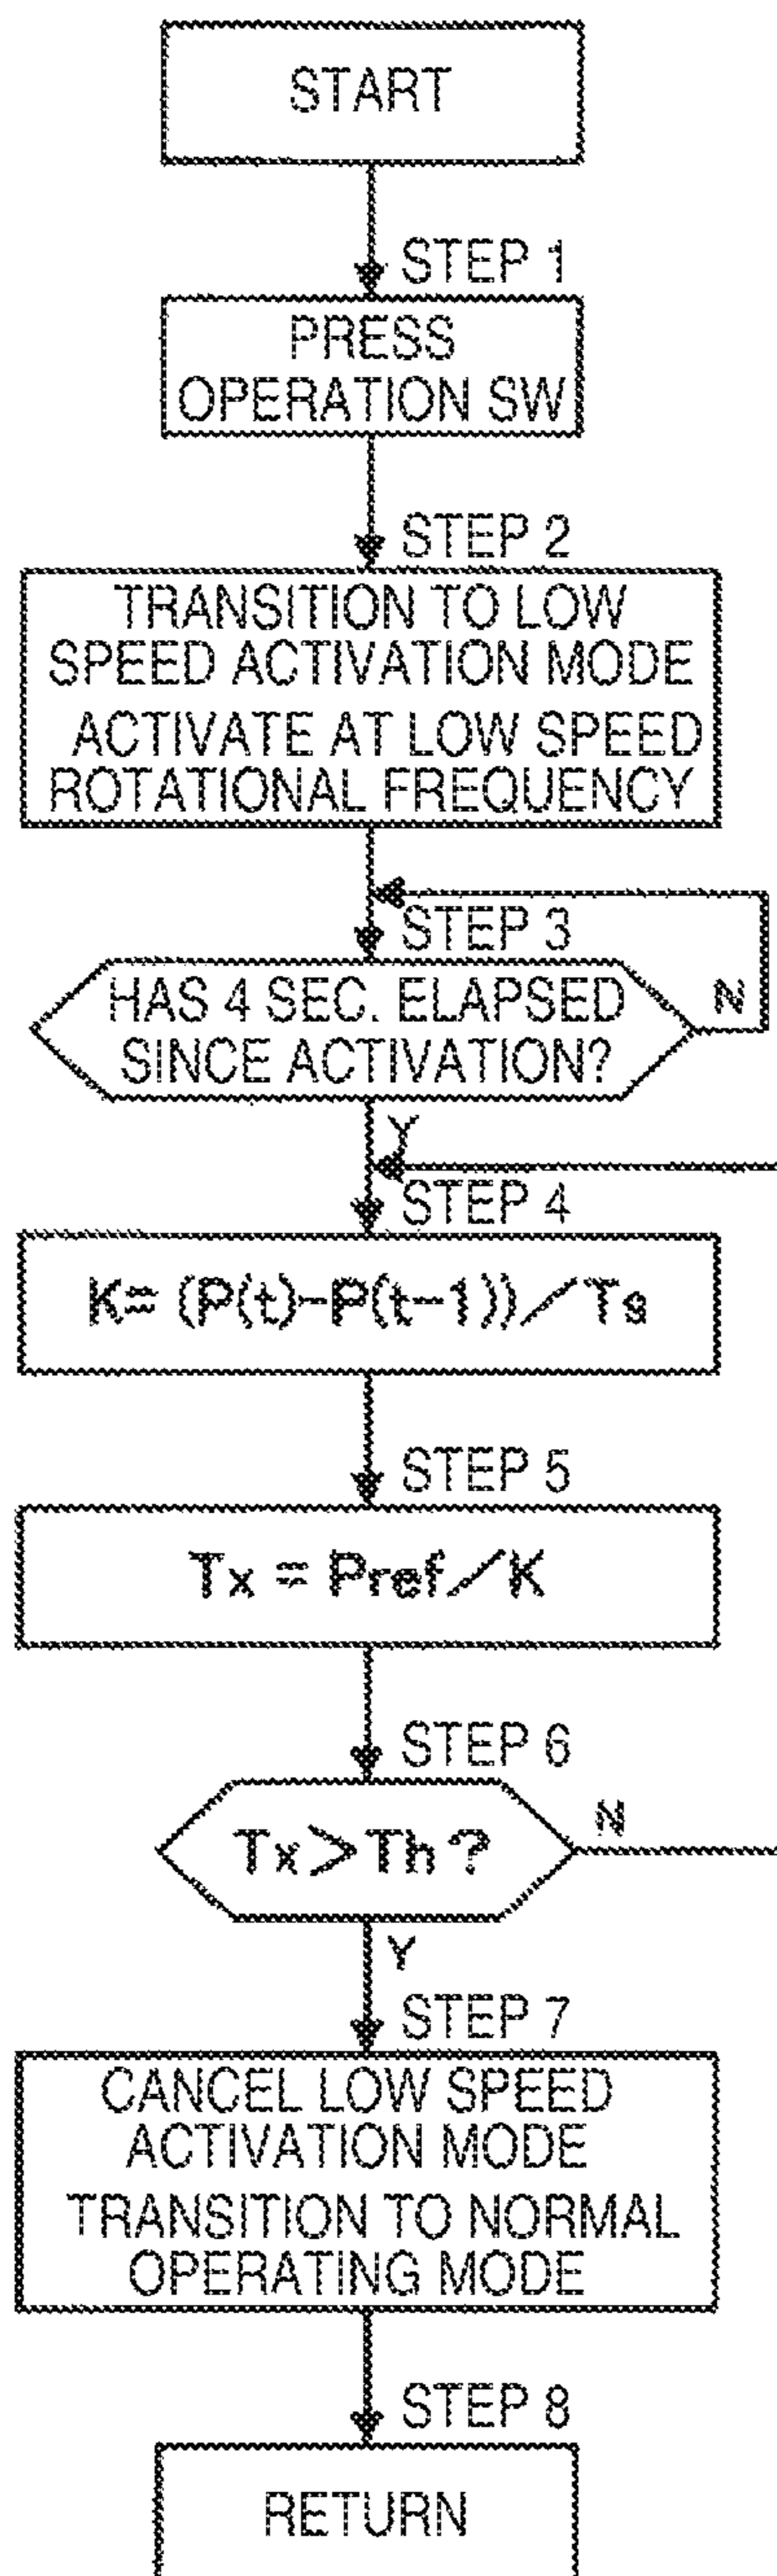 START
STEP 1
PRESS
OPERATION SW
STEP 2
TRANSITION TO LOW
SPEED ACTIVATION MODE
ACTIVATE AT LOW SPEED
ROTATIONAL FREQUENCY
STEP 3
HAS 4 SEC. ELAPSED
SINCE ACTIVATION?
N
Y
STEP 4
K= (P(t)-P(t-1))/Ts
STEP 5
Tx = Pref/K
STEP 6
Tx>Th?
N
Y
STEP 7
CANCEL LOW SPEED
ACTIVATION MODE
TRANSITION TO NORMAL
OPERATING MODE
STEP 8
RETURN